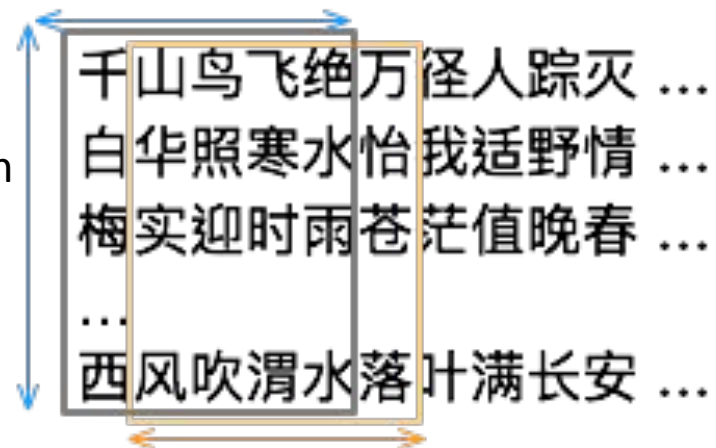 千山鸟飞绝万径人踪灭 ...
白华照寒水怡我适野情 ...
n
梅实迎时雨苍茫值晚春 ...
...
西风吹渭水落叶满长安 ...